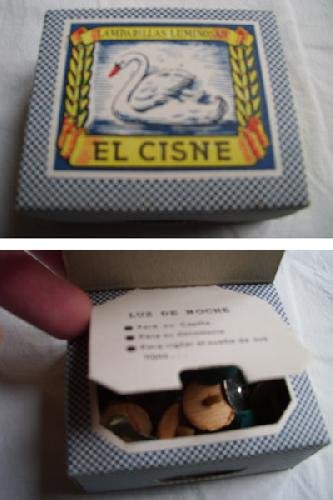 LAMPARILLAS LUMINOSAS
EL CISNE
LUZ DE NOCHE
Para su Capilla
Para su dormitorio
Para vigilar el sueño de sus
hijos...